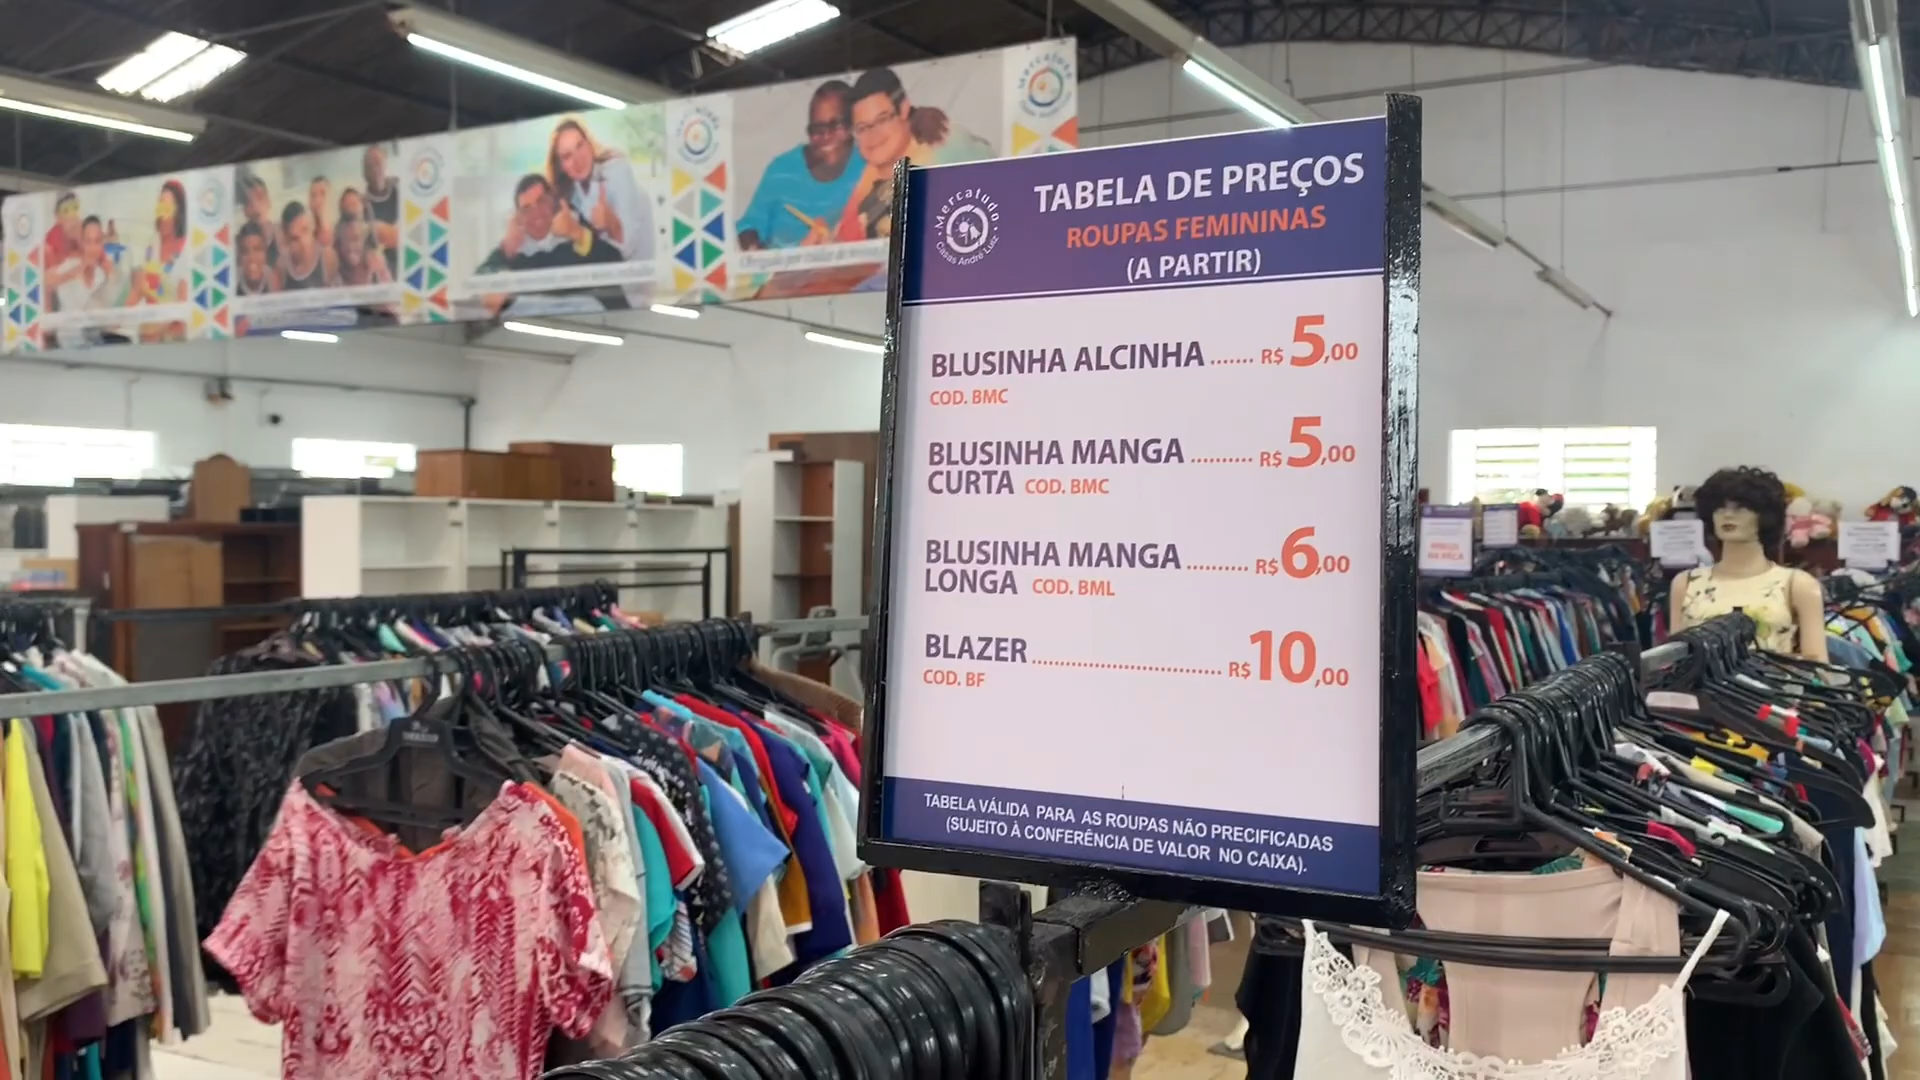 Mercatudo
Casas André Luiz
TABELA DE PREÇOS
ROUPAS FEMININAS
(A PARTIR)
BLUSINHA ALCINHA ....... R$ 5,00
COD. BMC
BLUSINHA MANGA .......... R$ 5,00
CURTA COD. BMC
BLUSINHA MANGA .......... R$ 6,00
LONGA COD. BML
BLAZER ............................. R$ 10,00
COD. BF
TABELA VÁLIDA PARA AS ROUPAS NÃO PRECIFICADAS
(SUJEITO À CONFERÊNCIA DE VALOR NO CAIXA).